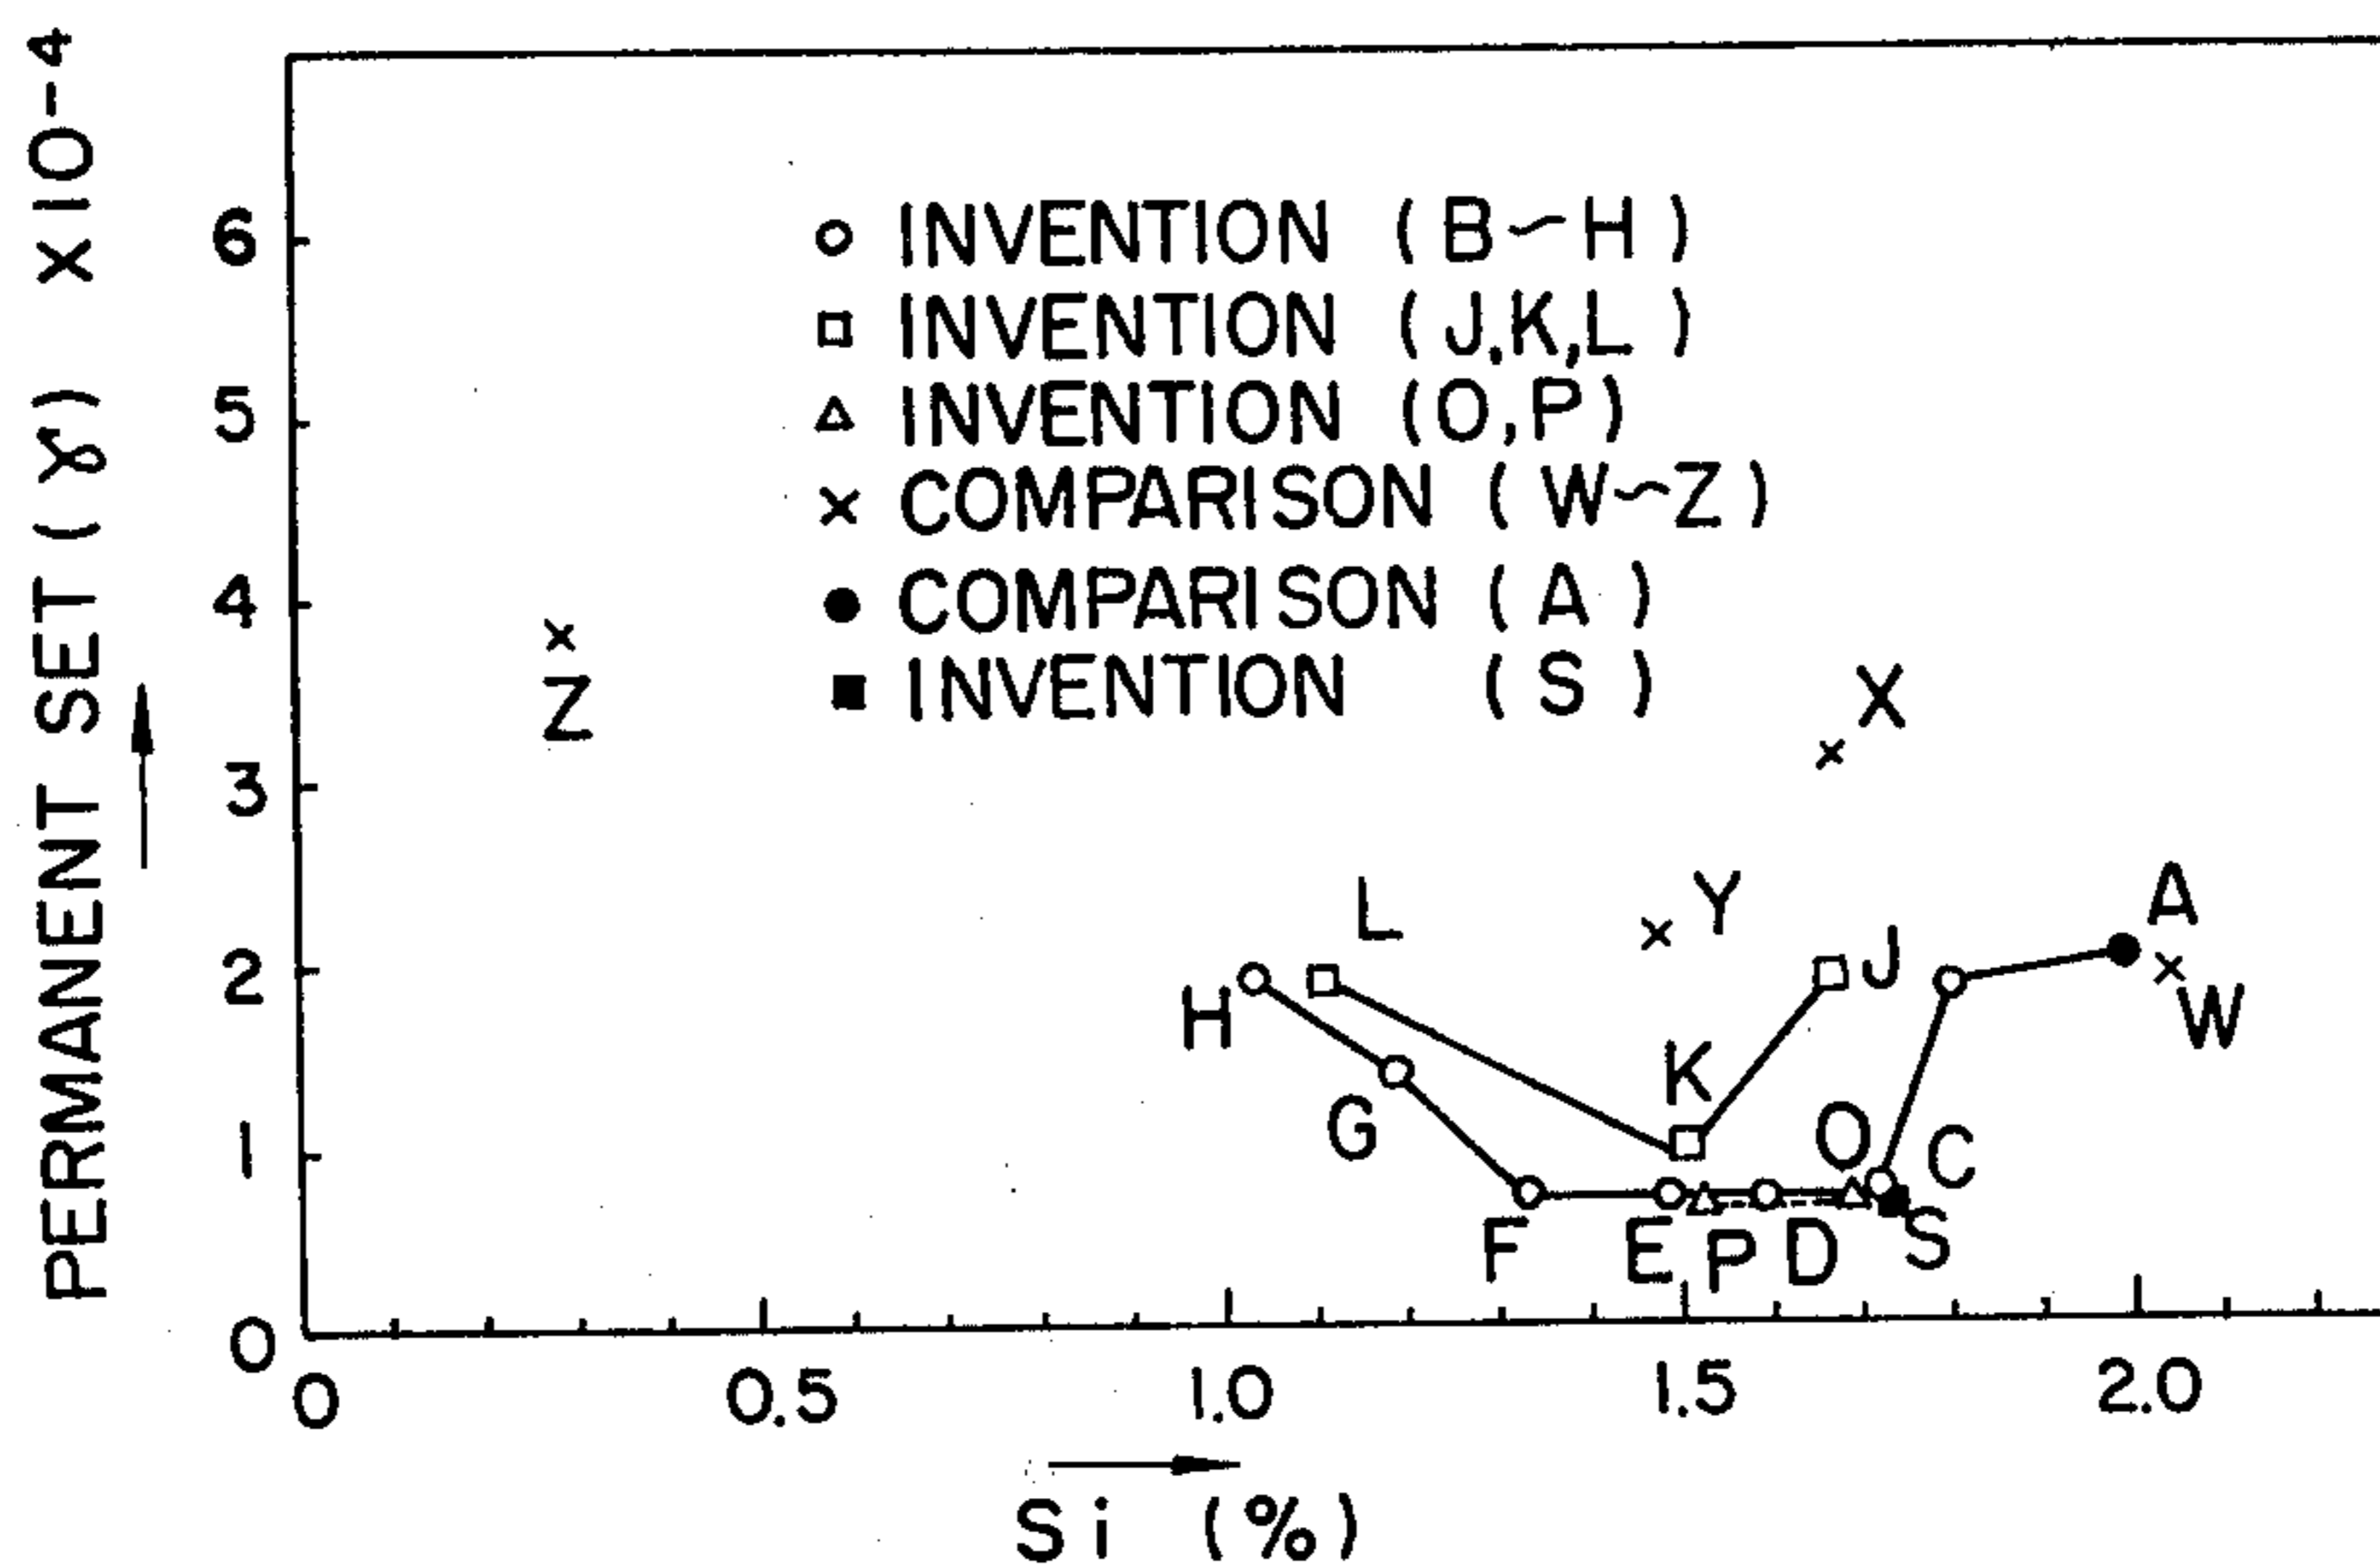 PERMANENT SET (γ) ×10-4
6
5
4
3
2
1
0
INVENTION (B~H)
INVENTION (J,K,L)
INVENTION (O,P)
COMPARISON (W~Z)
COMPARISON (A)
INVENTION (S)
Z
X
L
Y
A
J
H
W
K
G
O
C
F
E
P
D
S
0
0.5
1.0
1.5
2.0
Si (%)